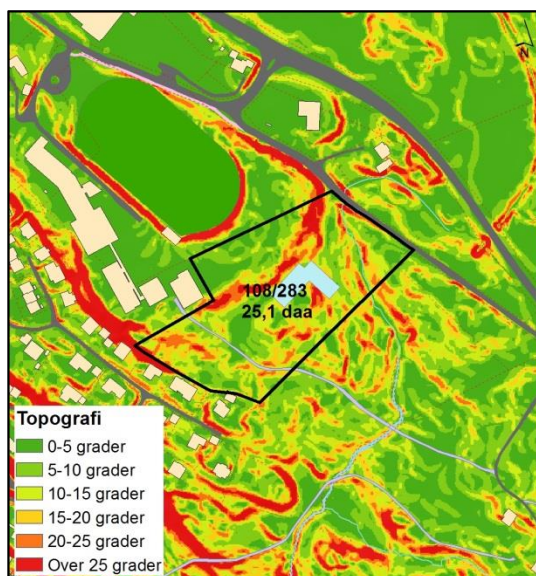 N
108/283
25,1 daa
Topografi
0-5 grader
5-10 grader
10-15 grader
15-20 grader
20-25 grader
Over 25 grader